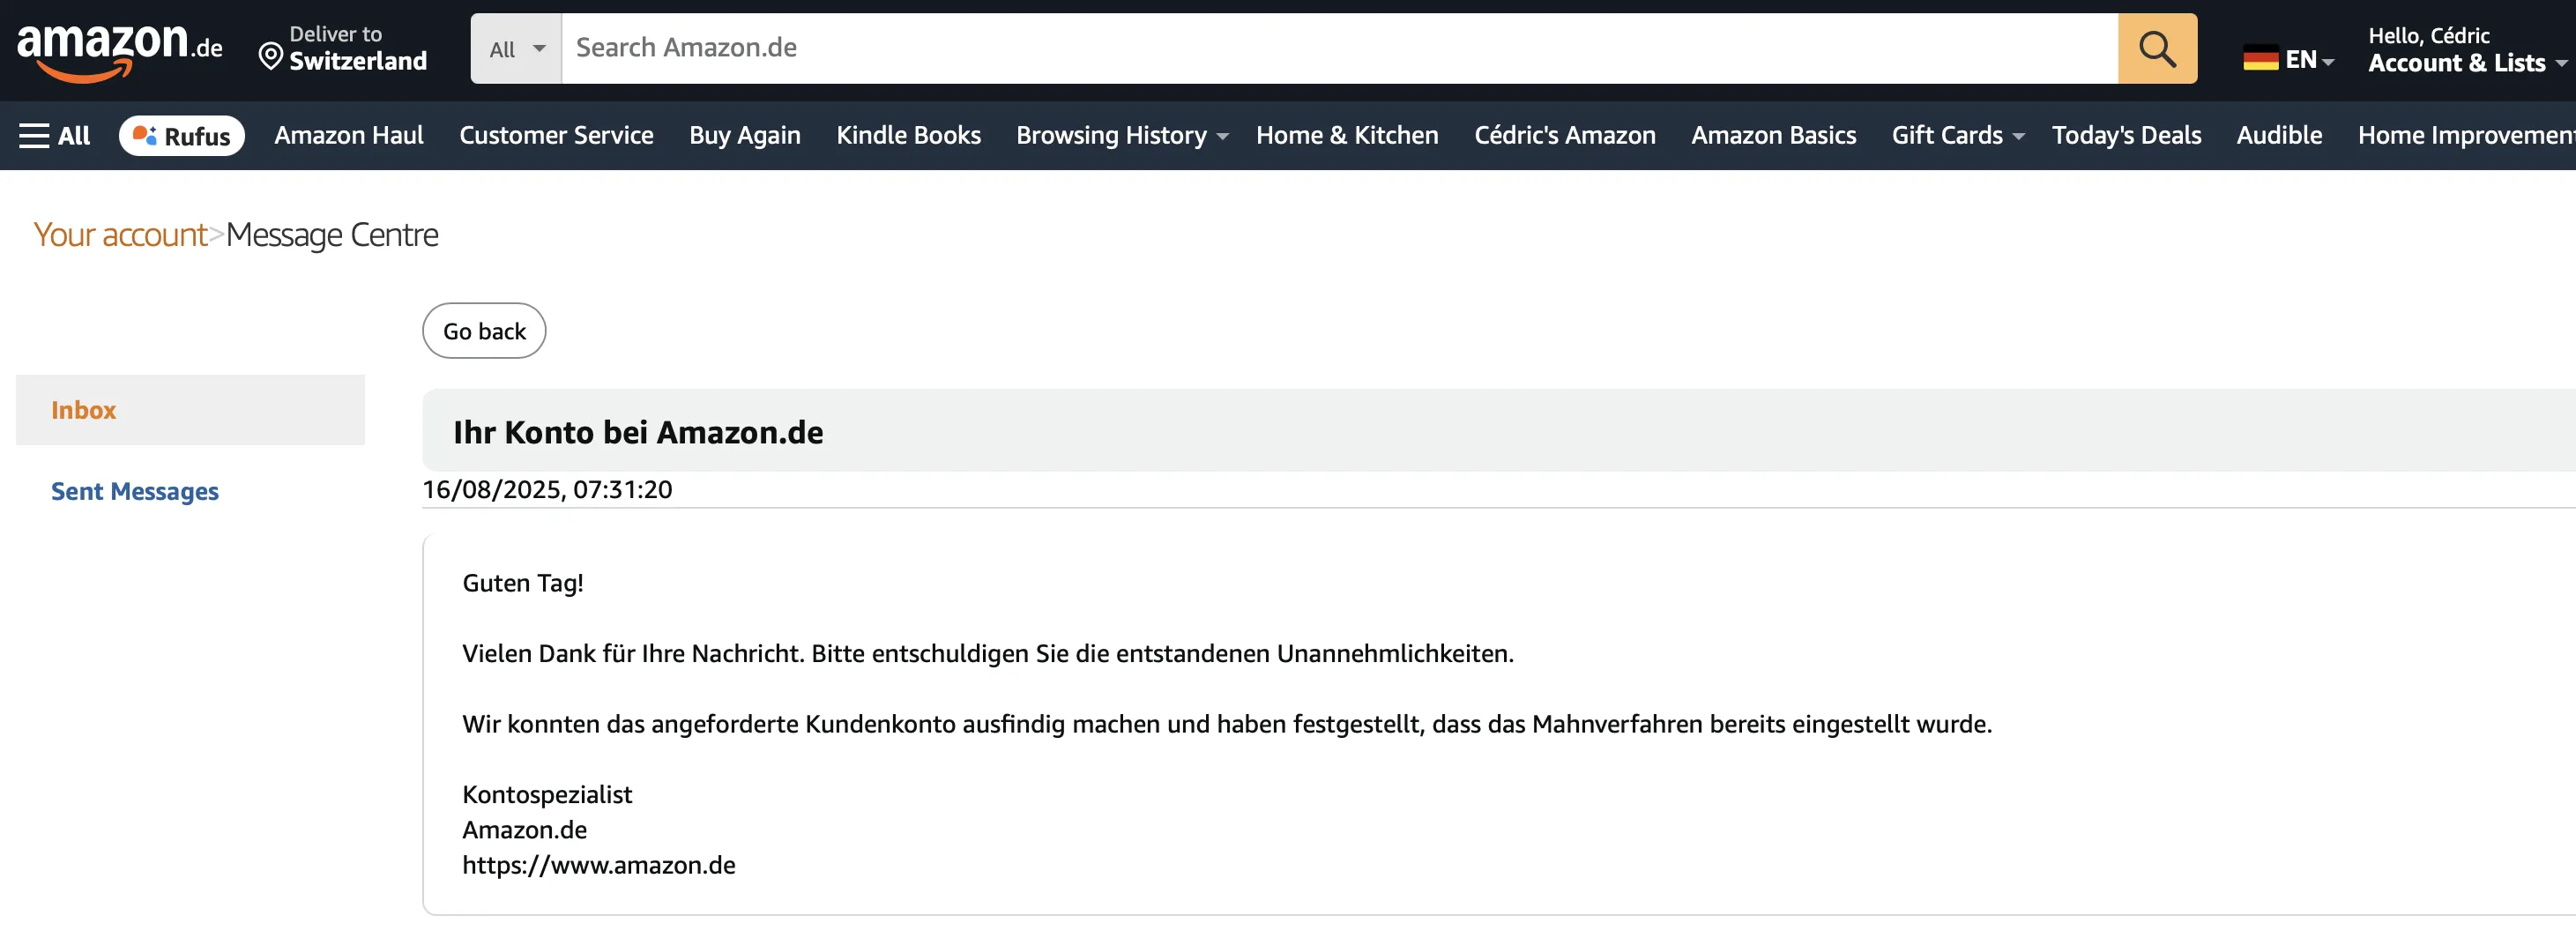 amazon.de
Deliver to
Switzerland
All
Search Amazon.de
EN
Hello, Cédric
Account & Lists
All
Rufus
Amazon Haul
Customer Service
Buy Again
Kindle Books
Browsing History
Home & Kitchen
Cédric's Amazon
Amazon Basics
Gift Cards
Today's Deals
Audible
Home Improvemen
Your account>Message Centre
Go back
Inbox
Sent Messages
Ihr Konto bei Amazon.de
16/08/2025, 07:31:20
Guten Tag!
Vielen Dank für Ihre Nachricht. Bitte entschuldigen Sie die entstandenen Unannehmlichkeiten.
Wir konnten das angeforderte Kundenkonto ausfindig machen und haben festgestellt, dass das Mahnverfahren bereits eingestellt wurde.
Kontospezialist
Amazon.de
https://www.amazon.de